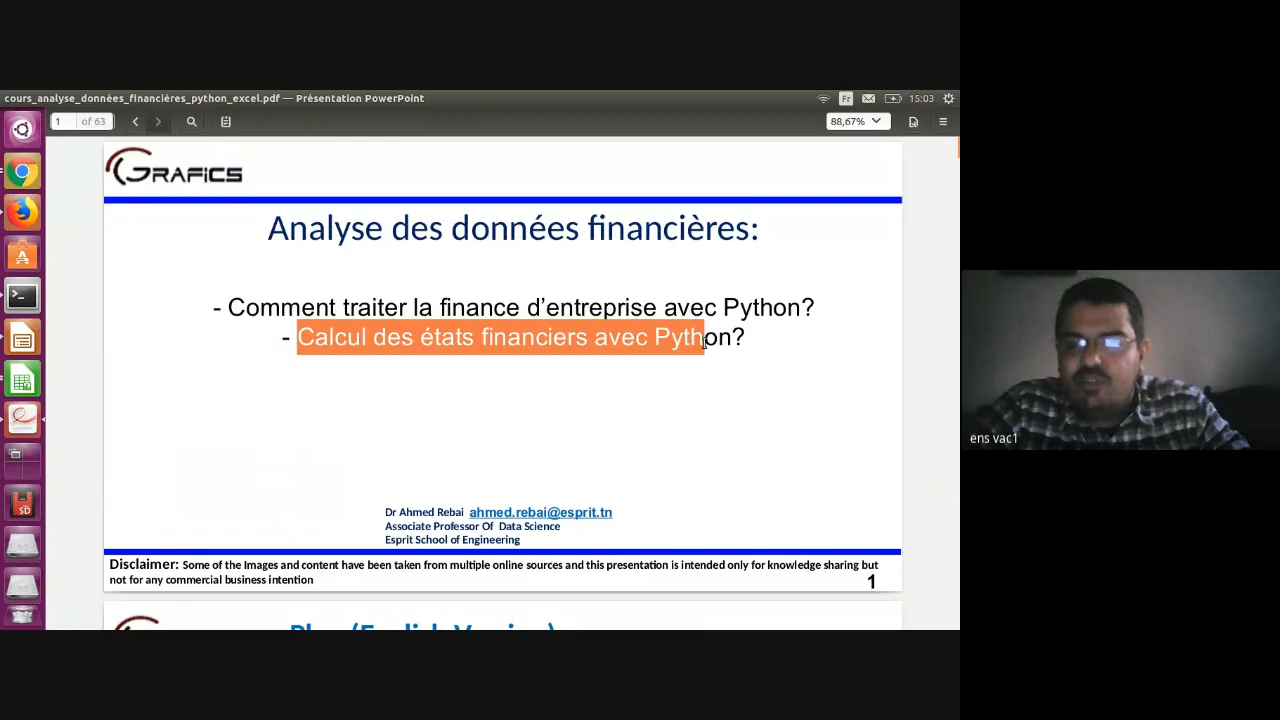 cours_analyse_données_financières_python_excel.pdf — Présentation PowerPoint
Fr
15:03
1
of 63
88,67%
GRAFiCS
Analyse des données financières:
- Comment traiter la finance d’entreprise avec Python?
- Calcul des états financiers avec Python?
Dr Ahmed Rebai ahmed.rebai@esprit.tn
Associate Professor Of Data Science
Esprit School of Engineering
Disclaimer: Some of the Images and content have been taken from multiple online sources and this presentation is intended only for knowledge sharing but
not for any commercial business intention
1
ens vac1
SD